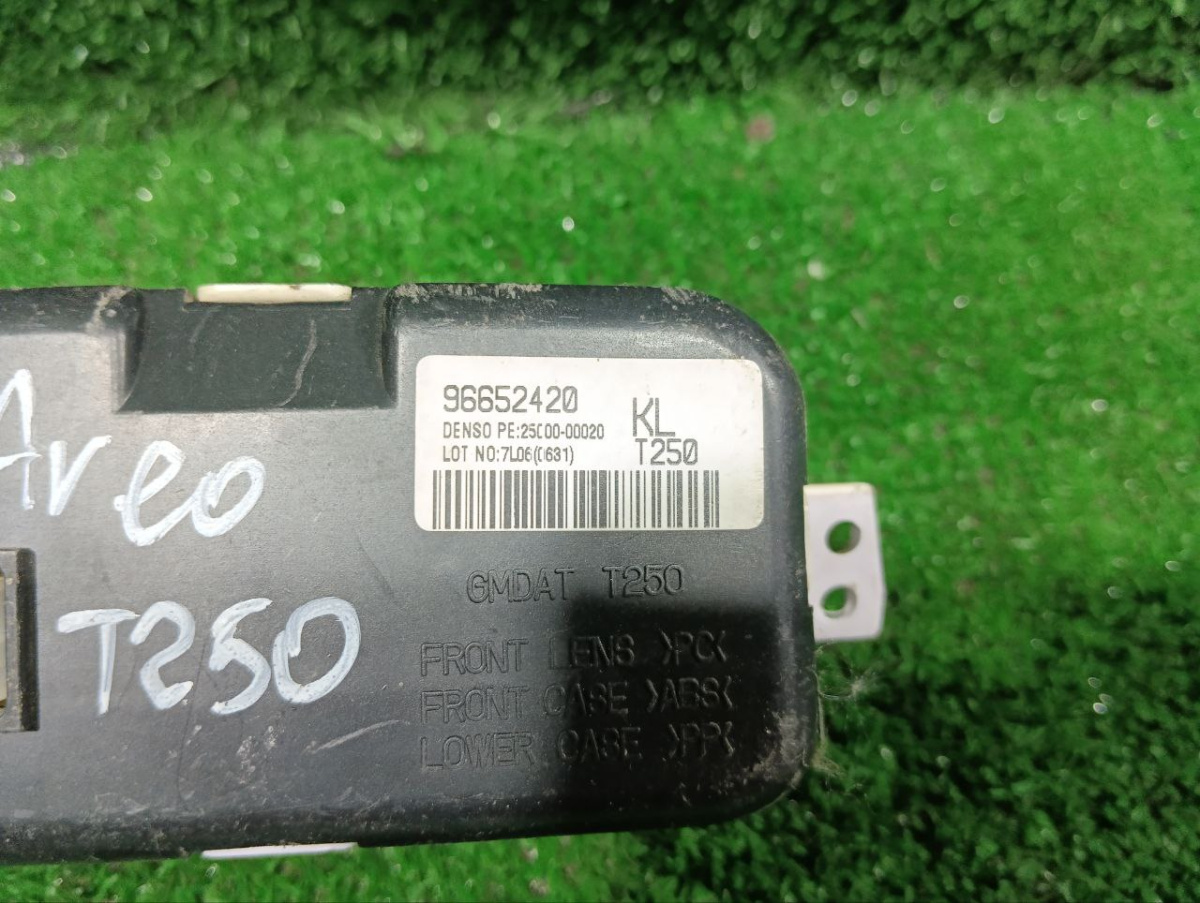 Aveo
T250
96652420
KL
DENSO PE:25000-00020
T250
LOT NO:7L06(0631)
GMDAT T250
FRONT LENS >PC<
FRONT CASE >ABS<
LOWER CASE >PP<